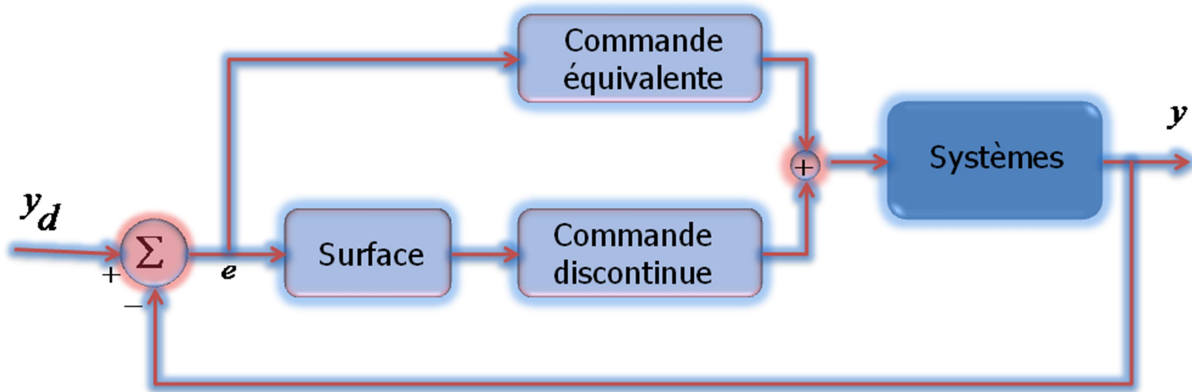 Commande
équivalente
y
+
Systèmes
y_d
Σ
+
−
e
Surface
Commande
discontinue